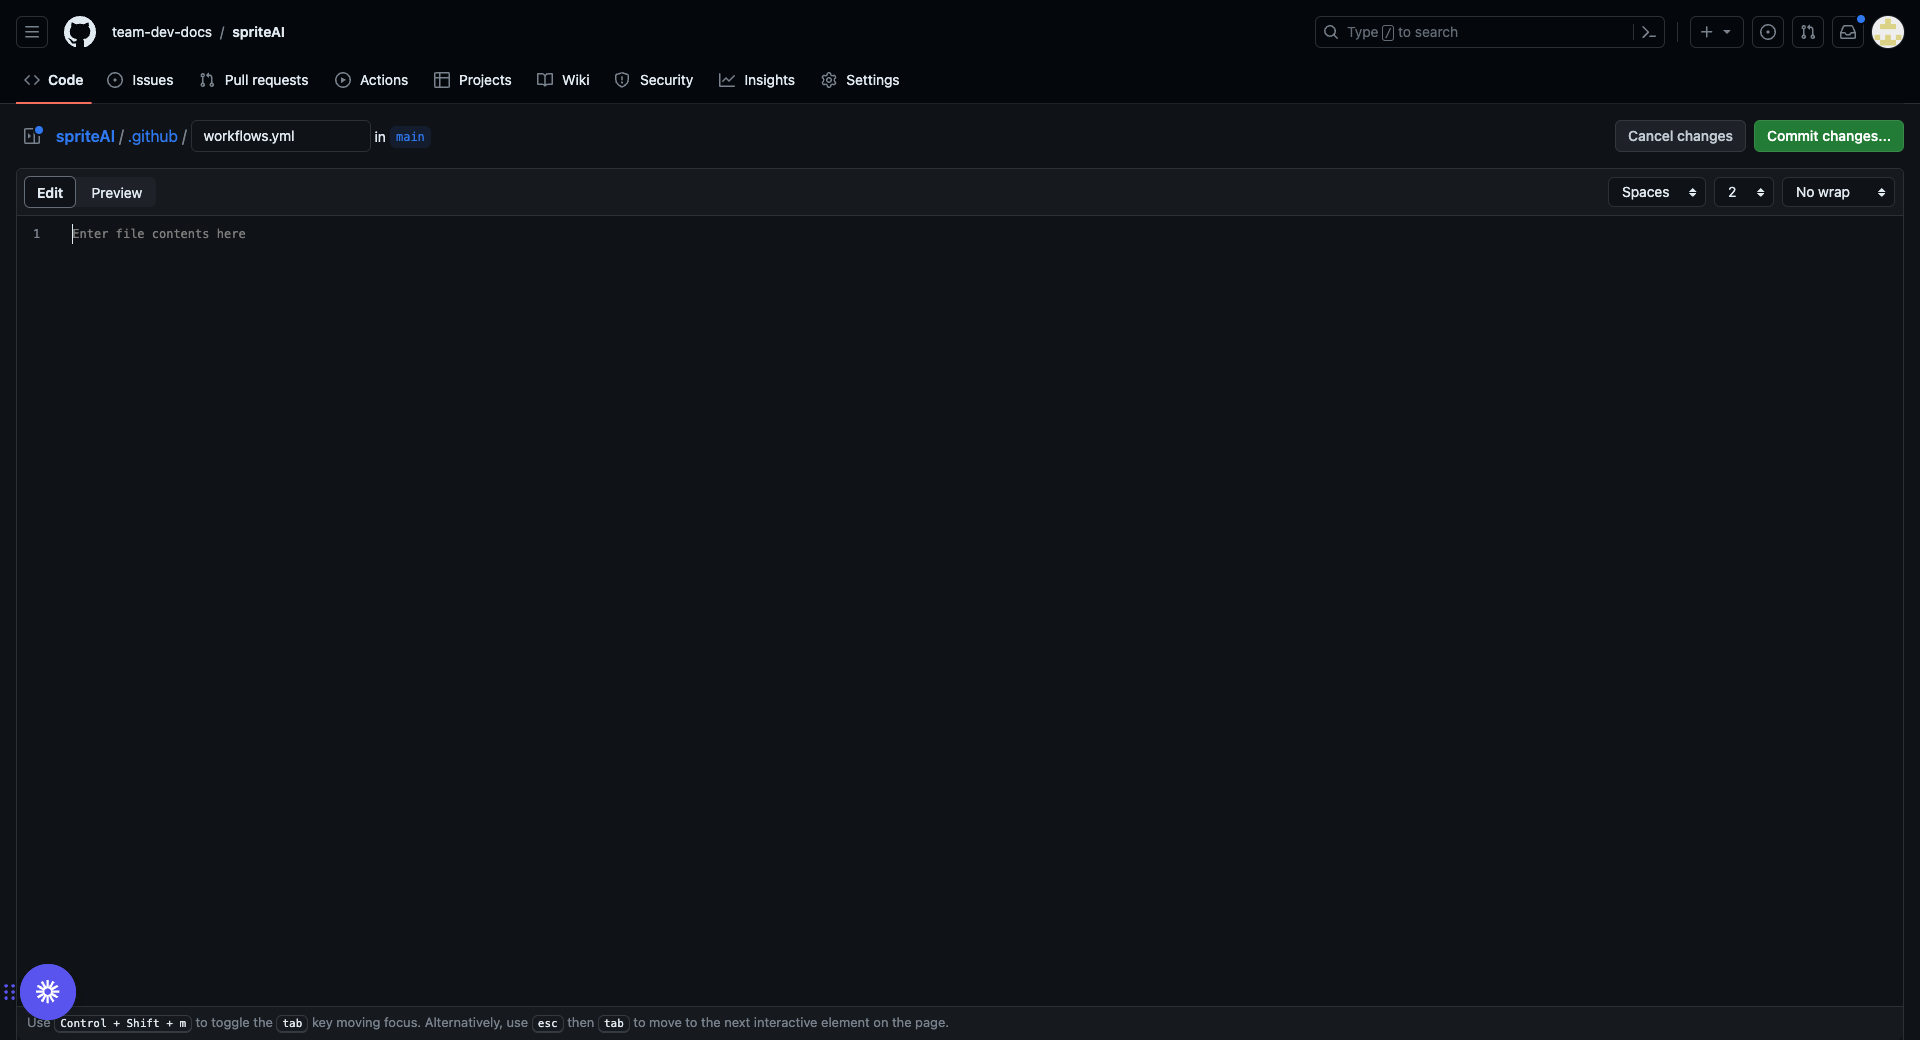 team-dev-docs / spriteAI
Type / to search
Code Issues Pull requests Actions Projects Wiki Security Insights Settings
spriteAI / .github / workflows.yml in main
Cancel changes Commit changes...
Edit Preview
Spaces 2 No wrap
1 Enter file contents here
Use Control + Shift + m to toggle the tab key moving focus. Alternatively, use esc then tab to move to the next interactive element on the page.